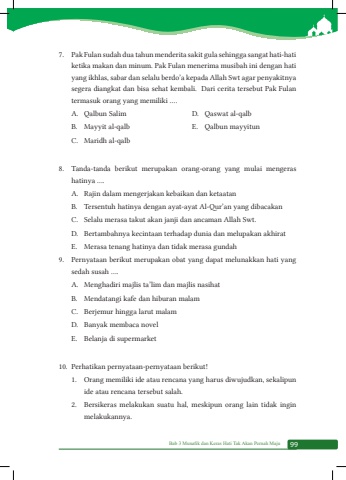 7. Pak Fulan sudah dua tahun menderita sakit gula sehingga sangat hati-hati
ketika makan dan minum. Pak Fulan menerima musibah ini dengan hati
yang ikhlas, sabar dan selalu berdo'a kepada Allah Swt agar penyakitnya
segera diangkat dan bisa sehat kembali. Dari cerita tersebut Pak Fulan
termasuk orang yang memiliki ....
A. Qalbun Salim
B. Mayyit al-qalb
C. Maridh al-qalb
D. Qaswat al-qalb
E. Qalbun mayyitun
8. Tanda-tanda berikut merupakan orang-orang yang mulai mengeras
hatinya ....
A. Rajin dalam mengerjakan kebaikan dan ketaatan
B. Tersentuh hatinya dengan ayat-ayat Al-Qur'an yang dibacakan
C. Selalu merasa takut akan janji dan ancaman Allah Swt.
D. Bertambahnya kecintaan terhadap dunia dan melupakan akhirat
E. Merasa tenang hatinya dan tidak merasa gundah
9. Pernyataan berikut merupakan obat yang dapat melunakkan hati yang
sedah susah ....
A. Menghadiri majlis ta'lim dan majlis nasihat
B. Mendatangi kafe dan hiburan malam
C. Berjemur hingga larut malam
D. Banyak membaca novel
E. Belanja di supermarket
10. Perhatikan pernyataan-pernyataan berikut!
1. Orang memiliki ide atau rencana yang harus diwujudkan, sekalipun
ide atau rencana tersebut salah.
2. Bersikeras melakukan suatu hal, meskipun orang lain tidak ingin
melakukannya.
Bab 3 Munafik dan Keras Hati Tak Akan Pernah Maju 99